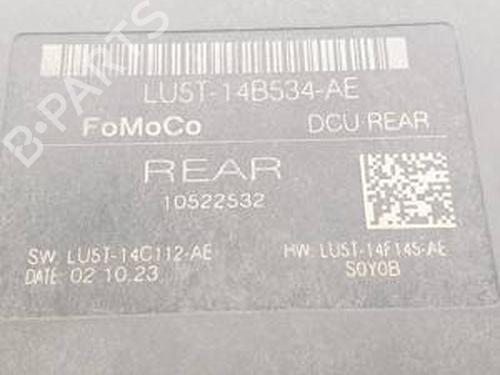 LU5T-14B534-AE
FoMoCo DCU REAR
REAR
10522532
SW: LU5T-14C112-AE HW: LU5T-14F145-AE
DATE: 02.10.23 S0Y0B
B-PARTS